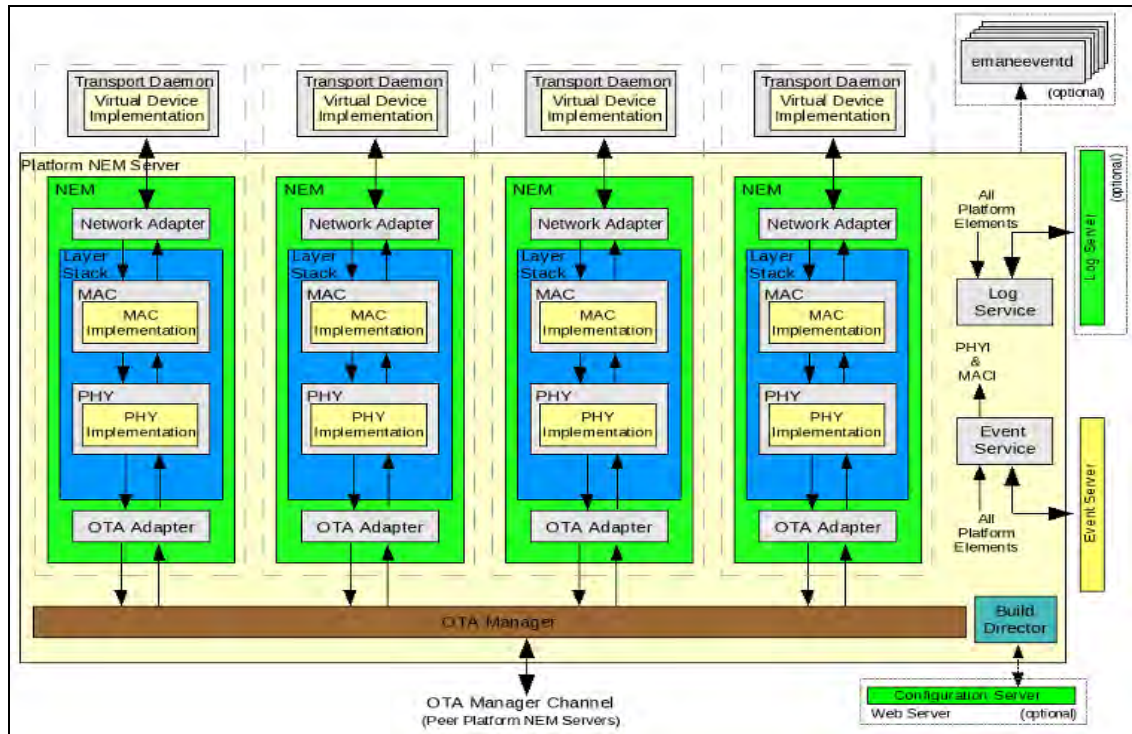 emaneeventd
(optional)
Transport Daemon
Virtual Device
Implementation
Transport Daemon
Virtual Device
Implementation
Transport Daemon
Virtual Device
Implementation
Transport Daemon
Virtual Device
Implementation
Platform NEM Server
NEM
Network Adapter
Layer
Stack
MAC
MAC
Implementation
PHY
PHY
Implementation
OTA Adapter
NEM
Network Adapter
Layer
Stack
MAC
MAC
Implementation
PHY
PHY
Implementation
OTA Adapter
NEM
Network Adapter
Layer
Stack
MAC
MAC
Implementation
PHY
PHY
Implementation
OTA Adapter
NEM
Network Adapter
Layer
Stack
MAC
MAC
Implementation
PHY
PHY
Implementation
OTA Adapter
All
Platform
Elements
Log
Service
Log Server
(optional)
PHYI
&
MACI
Event
Service
All
Platform
Elements
Event Server
OTA Manager
Build
Director
OTA Manager Channel
(Peer Platform NEM Servers)
Configuration Server
Web Server
(optional)